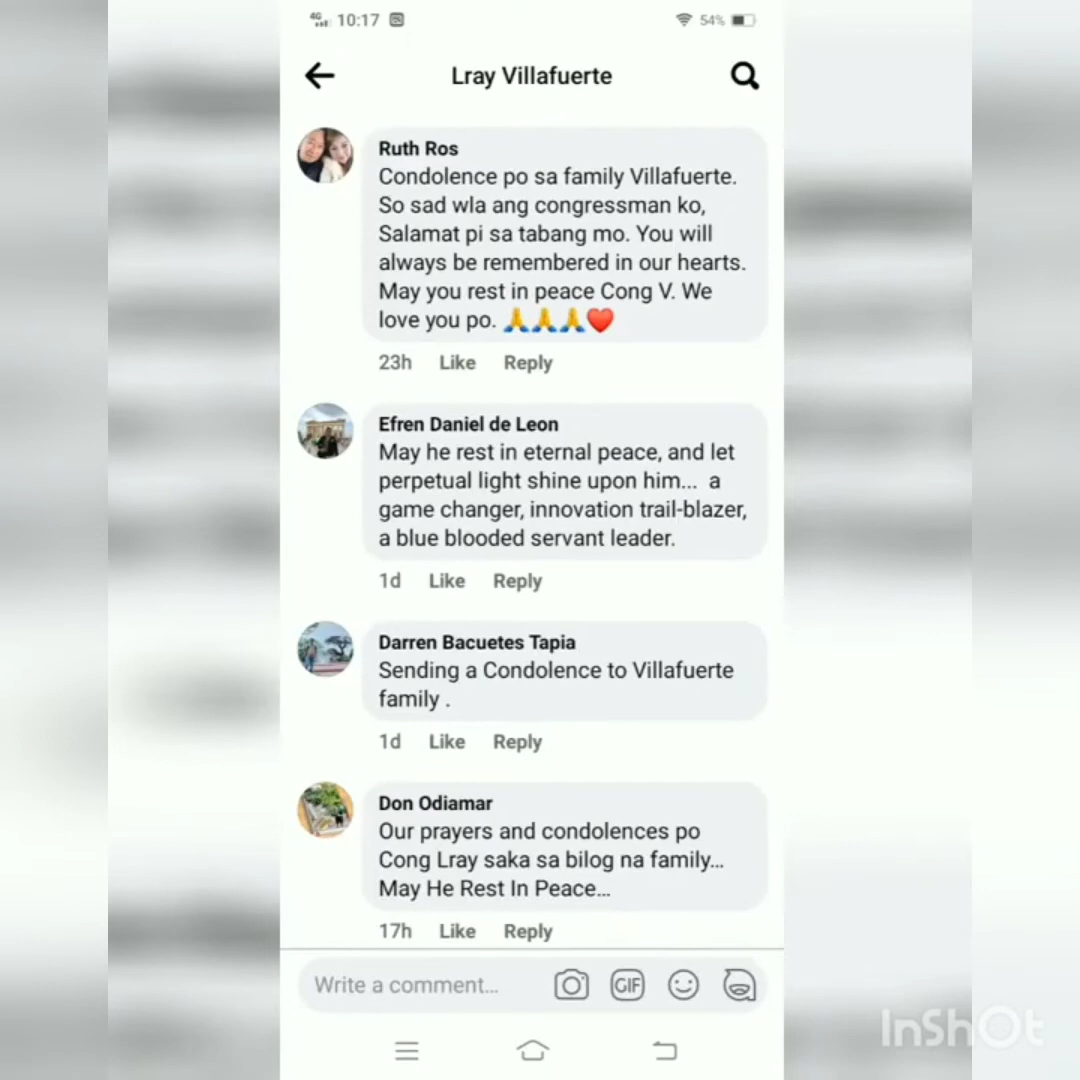 4G 10:17 54%
Lray Villafuerte
Ruth Ros
Condolence po sa family Villafuerte.
So sad wla ang congressman ko,
Salamat pi sa tabang mo. You will
always be remembered in our hearts.
May you rest in peace Cong V. We
love you po. 🙏🙏🙏❤️
23h Like Reply
Efren Daniel de Leon
May he rest in eternal peace, and let
perpetual light shine upon him... a
game changer, innovation trail-blazer,
a blue blooded servant leader.
1d Like Reply
Darren Bacuetes Tapia
Sending a Condolence to Villafuerte
family .
1d Like Reply
Don Odiamar
Our prayers and condolences po
Cong Lray saka sa bilog na family...
May He Rest In Peace...
17h Like Reply
Write a comment... GIF
InShOt